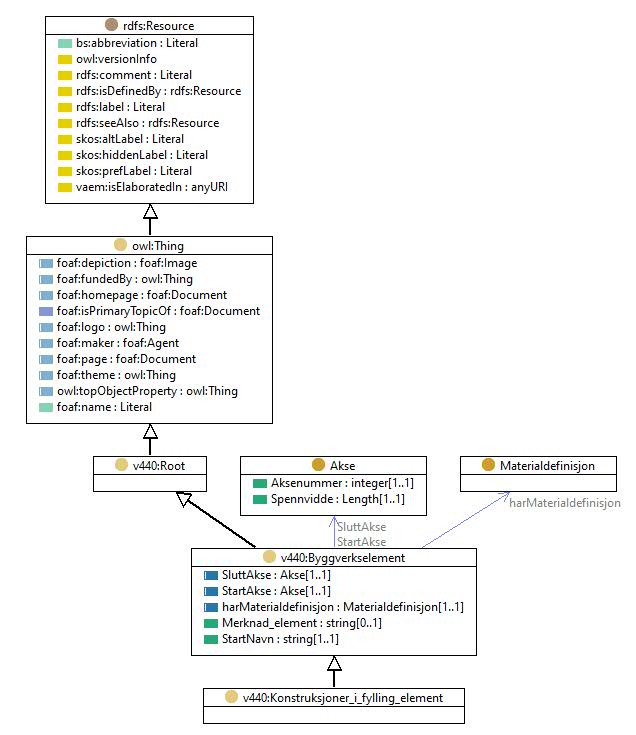 rdfs:Resource
bs:abbreviation : Literal
owl:versionInfo
rdfs:comment : Literal
rdfs:isDefinedBy : rdfs:Resource
rdfs:label : Literal
rdfs:seeAlso : rdfs:Resource
skos:altLabel : Literal
skos:hiddenLabel : Literal
skos:prefLabel : Literal
vaem:isElaboratedIn : anyURI
owl:Thing
foaf:depiction : foaf:Image
foaf:fundedBy : owl:Thing
foaf:homepage : foaf:Document
foaf:isPrimaryTopicOf : foaf:Document
foaf:logo : owl:Thing
foaf:maker : foaf:Agent
foaf:page : foaf:Document
foaf:theme : owl:Thing
owl:topObjectProperty : owl:Thing
foaf:name : Literal
v440:Root
Akse
Aksenummer : integer[1..1]
Spennvidde : Length[1..1]
Materialdefinisjon
harMaterialdefinisjon
SluttAkse
StartAkse
v440:Byggverkselement
SluttAkse : Akse[1..1]
StartAkse : Akse[1..1]
harMaterialdefinisjon : Materialdefinisjon[1..1]
Merknad_element : string[0..1]
StartNavn : string[1..1]
v440:Konstruksjoner_i_fylling_element